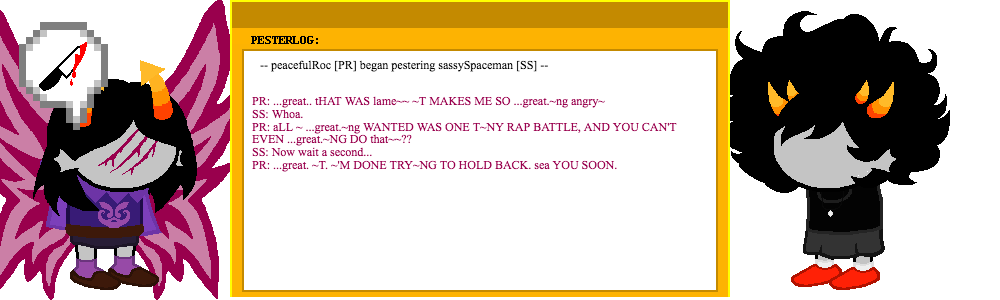 PESTERLOG:
-- peacefulRoc [PR] began pestering sassySpaceman [SS] --
PR: ...great.. tHAT WAS lame~~ ~T MAKES ME SO ...great.~ng angry~
SS: Whoa.
PR: aLL ~ ...great.~ng WANTED WAS ONE T~NY RAP BATTLE, AND YOU CAN'T
EVEN ...great.~NG DO that~~??
SS: Now wait a second...
PR: ...great. ~T. ~'M DONE TRY~NG TO HOLD BACK. sea YOU SOON.